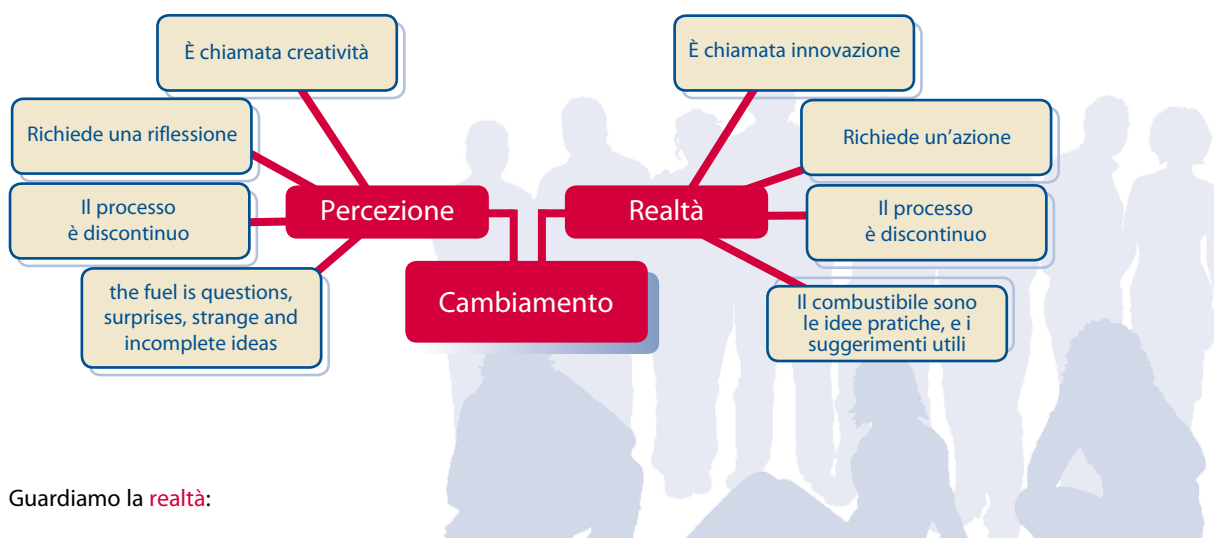 È chiamata creatività
È chiamata innovazione
Richiede una riflessione
Richiede un'azione
Percezione
Realtà
Il processo
è discontinuo
Il processo
è discontinuo
the fuel is questions,
surprises, strange and
incomplete ideas
Cambiamento
Il combustibile sono
le idee pratiche, e i
suggerimenti utili
Guardiamo la realtà: